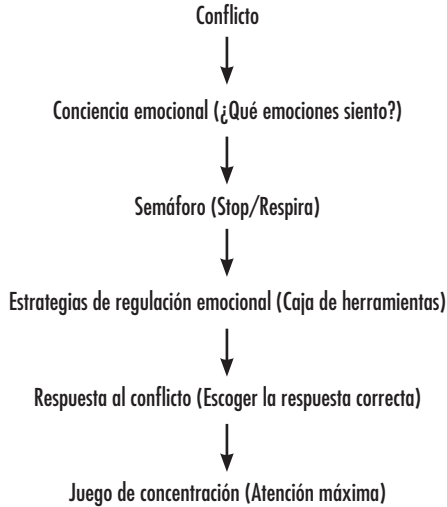 Conflicto
Conciencia emocional (¿Qué emociones siento?)
Semáforo (Stop/Respira)
Estrategias de regulación emocional (Caja de herramientas)
Respuesta al conflicto (Escoger la respuesta correcta)
Juego de concentración (Atención máxima)